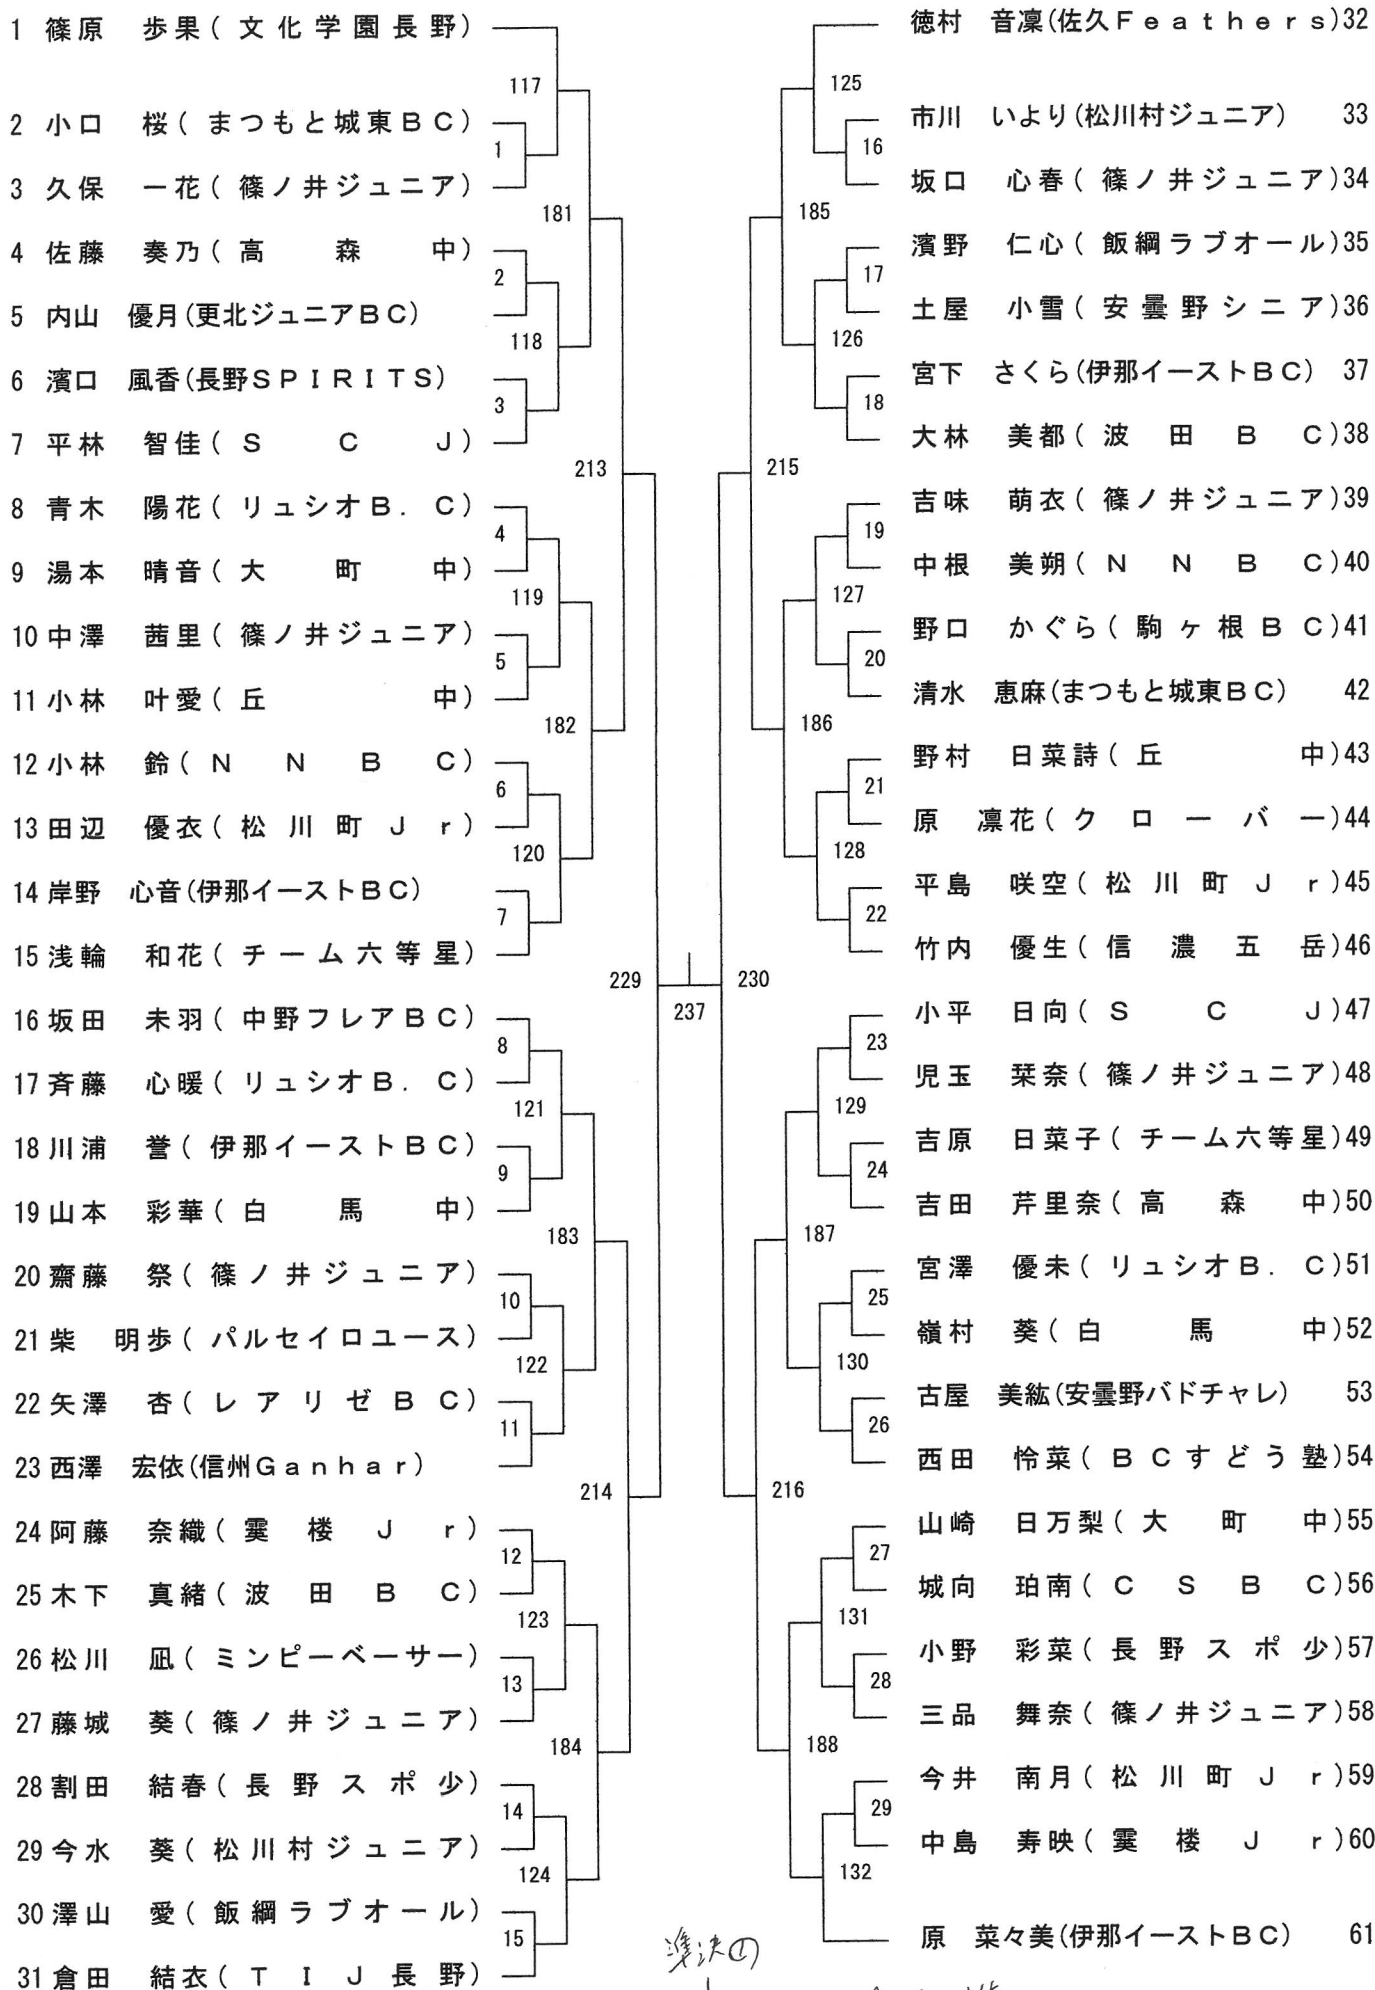 1 篠原 歩果(文化学園長野)
117
2 小口 桜(まつもと城東BC)
1
3 久保 一花(篠ノ井ジュニア)
181
4 佐藤 奏乃(高森中)
2
5 内山 優月(更北ジュニアBC)
118
6 濱口 風香(長野SPIRITS)
3
7 平林 智佳(SCJ)
213
8 青木 陽花(リュシオB.C)
4
9 湯本 晴音(大町中)
119
10 中澤 茜里(篠ノ井ジュニア)
5
11 小林 叶愛(丘中)
182
12 小林 鈴(NNBC)
6
13 田辺 優衣(松川町Jr)
120
14 岸野 心音(伊那イーストBC)
7
15 浅輪 和花(チーム六等星)
229
16 坂田 未羽(中野フレアBC)
8
17 斉藤 心暖(リュシオB.C)
121
18 川浦 誉(伊那イーストBC)
9
19 山本 彩華(白馬中)
183
20 齋藤 祭(篠ノ井ジュニア)
10
21 柴 明歩(パルセイロユース)
122
22 矢澤 杏(レアリゼBC)
11
23 西澤 宏依(信州Ganhar)
214
24 阿藤 奈織(霙楼Jr)
12
25 木下 真緒(波田BC)
123
26 松川 凪(ミンピーベーサー)
13
27 藤城 葵(篠ノ井ジュニア)
184
28 割田 結春(長野スポ少)
14
29 今水 葵(松川村ジュニア)
124
30 澤山 愛(飯綱ラブオール)
15
31 倉田 結衣(TIJ長野)
237
徳村 音凜(佐久Feathers)32
125
市川 いより(松川村ジュニア) 33
16
坂口 心春(篠ノ井ジュニア)34
185
濱野 仁心(飯綱ラブオール)35
17
土屋 小雪(安曇野シニア)36
126
宮下 さくら(伊那イーストBC) 37
18
大林 美都(波田BC)38
215
吉味 萌衣(篠ノ井ジュニア)39
19
中根 美朔(NNBC)40
127
野口 かぐら(駒ヶ根BC)41
20
清水 恵麻(まつもと城東BC) 42
186
野村 日菜詩(丘中)43
21
原 凛花(クローバー)44
128
平島 咲空(松川町Jr)45
22
竹内 優生(信濃五岳)46
230
小平 日向(SCJ)47
23
児玉 栞奈(篠ノ井ジュニア)48
129
吉原 日菜子(チーム六等星)49
24
吉田 芹里奈(高森中)50
187
宮澤 優未(リュシオB.C)51
25
嶺村 葵(白馬中)52
130
古屋 美紘(安曇野バドチャレ) 53
26
西田 怜菜(BCすどう塾)54
216
山崎 日万梨(大町中)55
27
城向 珀南(CSBC)56
131
小野 彩菜(長野スポ少)57
28
三品 舞奈(篠ノ井ジュニア)58
188
今井 南月(松川町Jr)59
29
中島 寿映(霙楼Jr)60
132
原 菜々美(伊那イーストBC) 61
準決①